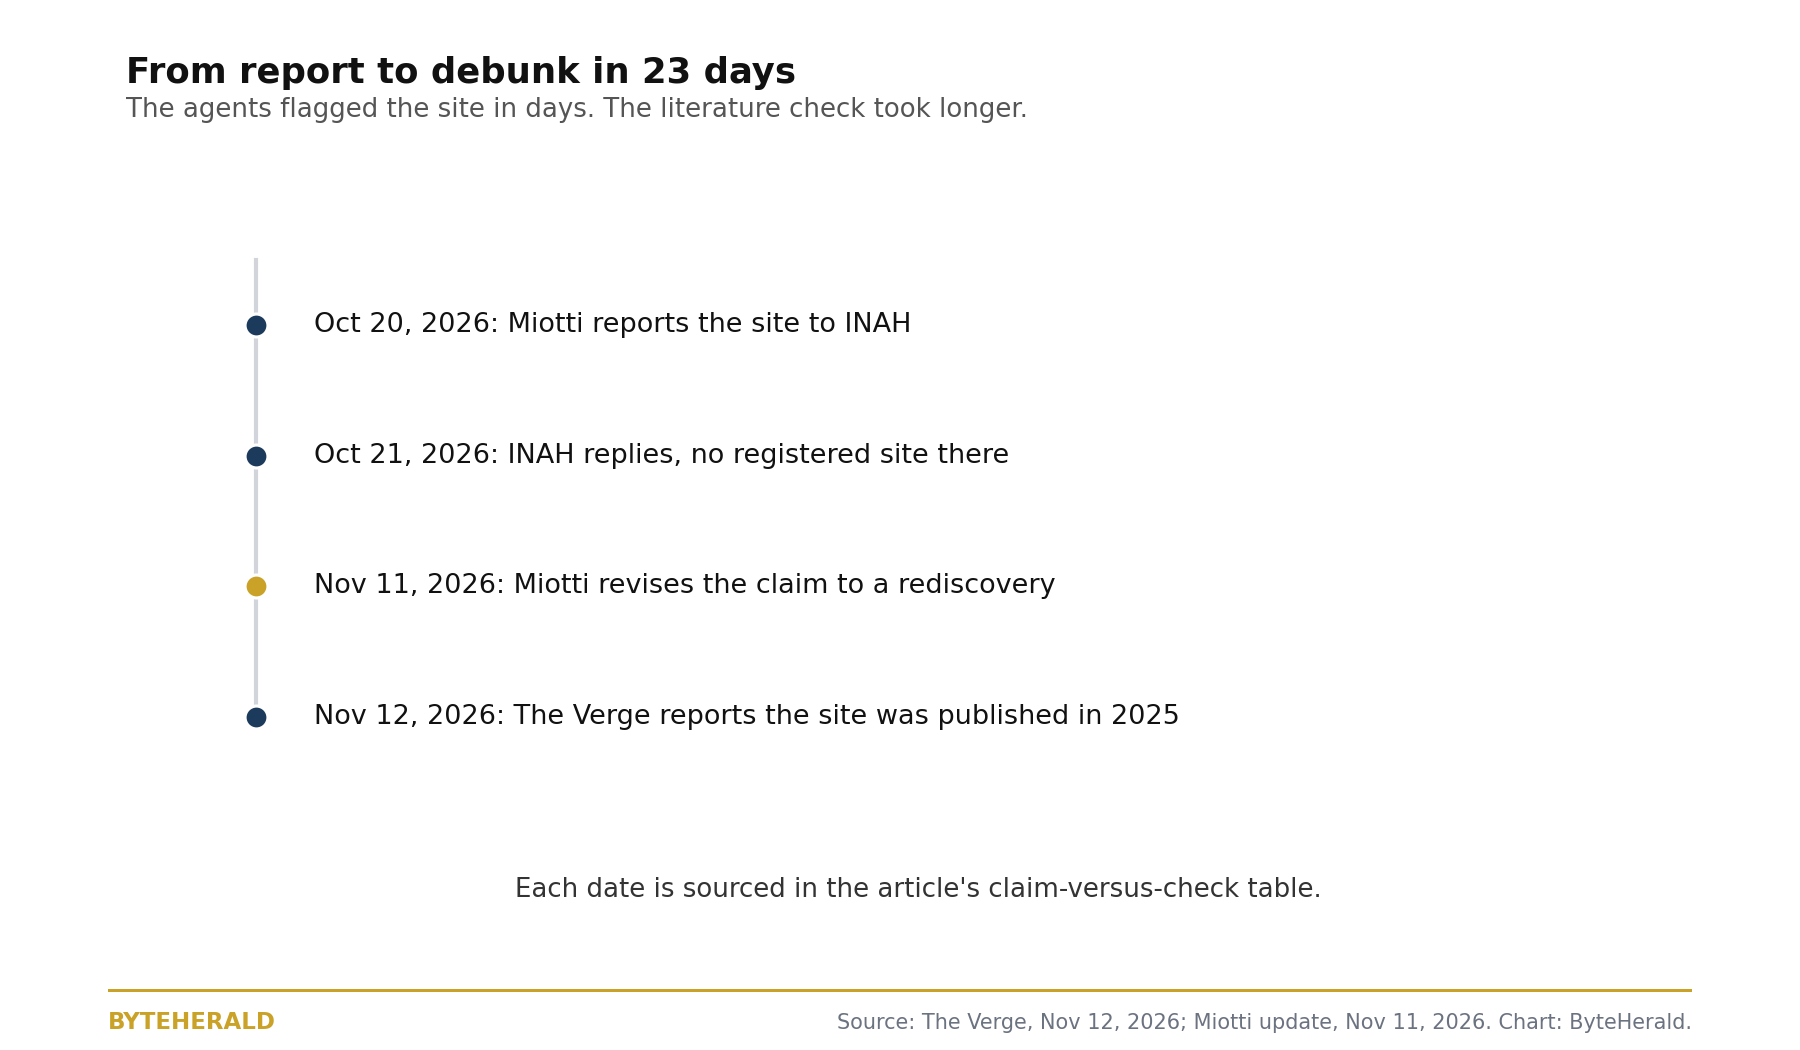 From report to debunk in 23 days
The agents flagged the site in days. The literature check took longer.
Oct 20, 2026: Miotti reports the site to INAH
Oct 21, 2026: INAH replies, no registered site there
Nov 11, 2026: Miotti revises the claim to a rediscovery
Nov 12, 2026: The Verge reports the site was published in 2025
Each date is sourced in the article's claim-versus-check table.
BYTEHERALD
Source: The Verge, Nov 12, 2026; Miotti update, Nov 11, 2026. Chart: ByteHerald.